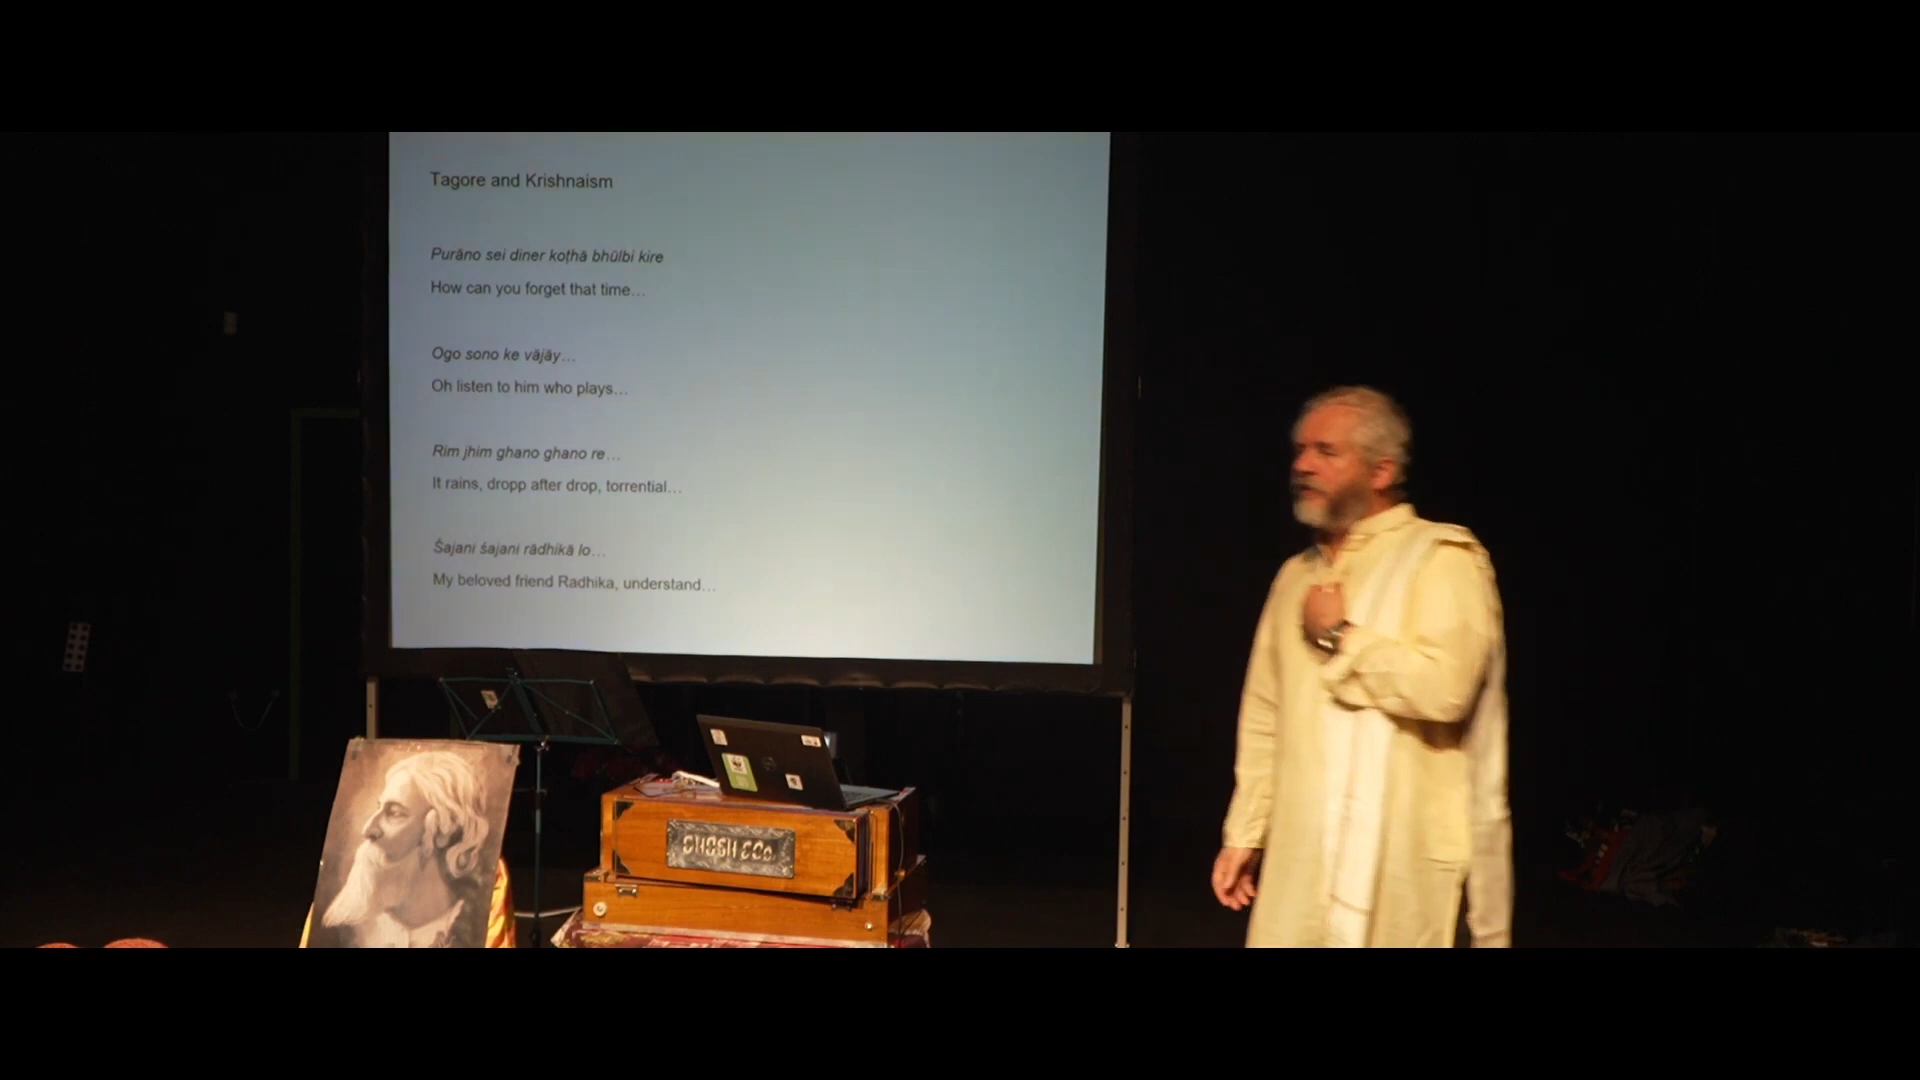 Tagore and Krishnaism
Purāno sei diner koṭhā bhūlbi kire
How can you forget that time…
Ogo sono ke vājāy…
Oh listen to him who plays…
Rim jhim ghano ghano re…
It rains, dropp after drop, torrential…
Śajani śajani rādhikā lo…
My beloved friend Radhika, understand…
GHOSH &Co.